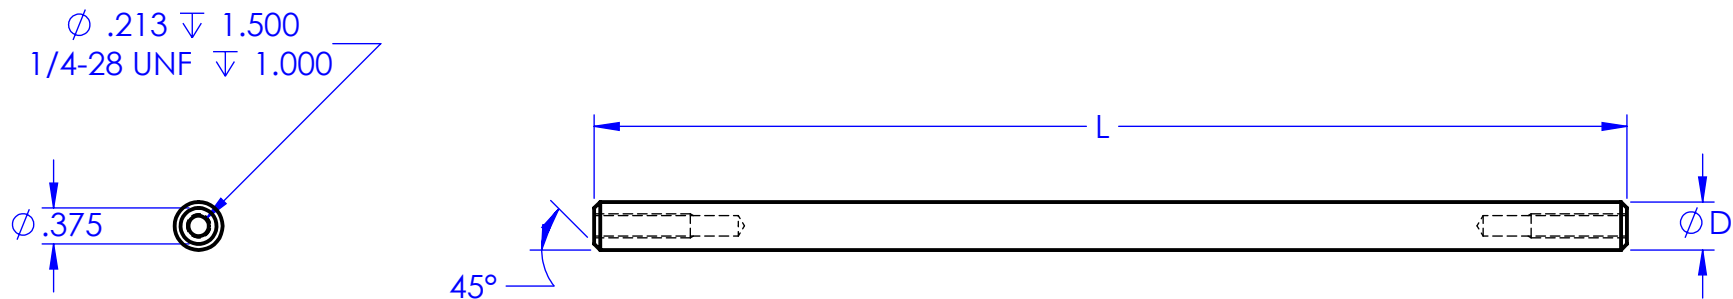 ∅ .213 ↧ 1.500
1/4-28 UNF ↧ 1.000
L
∅.375
∅D
45°